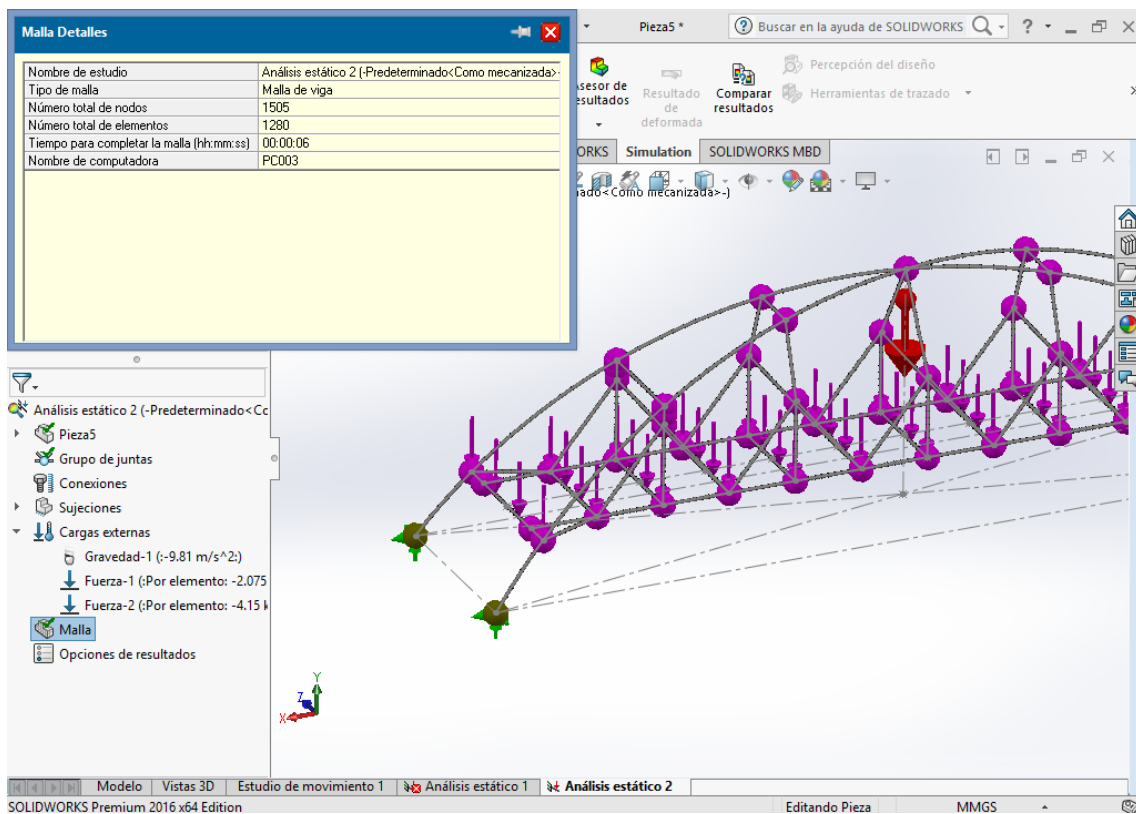 Malla Detalles
Nombre de estudio Análisis estático 2 (-Predeterminado<Como mecanizada>-
Tipo de malla Malla de viga
Número total de nodos 1505
Número total de elementos 1280
Tiempo para completar la malla (hh:mm:ss) 00:00:06
Nombre de computadora PC003
Pieza5 *
Buscar en la ayuda de SOLIDWORKS
?
sesor de
esultados
Resultado
de
deformada
Comparar
resultados
Percepción del diseño
Herramientas de trazado
ORKS Simulation SOLIDWORKS MBD
nado<Como mecanizada>-)
Análisis estático 2 (-Predeterminado<Cc
Pieza5
Grupo de juntas
Conexiones
Sujeciones
Cargas externas
Gravedad-1 (:-9.81 m/s^2:)
Fuerza-1 (:Por elemento: -2.075
Fuerza-2 (:Por elemento: -4.15 k
Malla
Opciones de resultados
Y
Z
X
Modelo Vistas 3D Estudio de movimiento 1 Análisis estático 1 Análisis estático 2
SOLIDWORKS Premium 2016 x64 Edition Editando Pieza MMGS